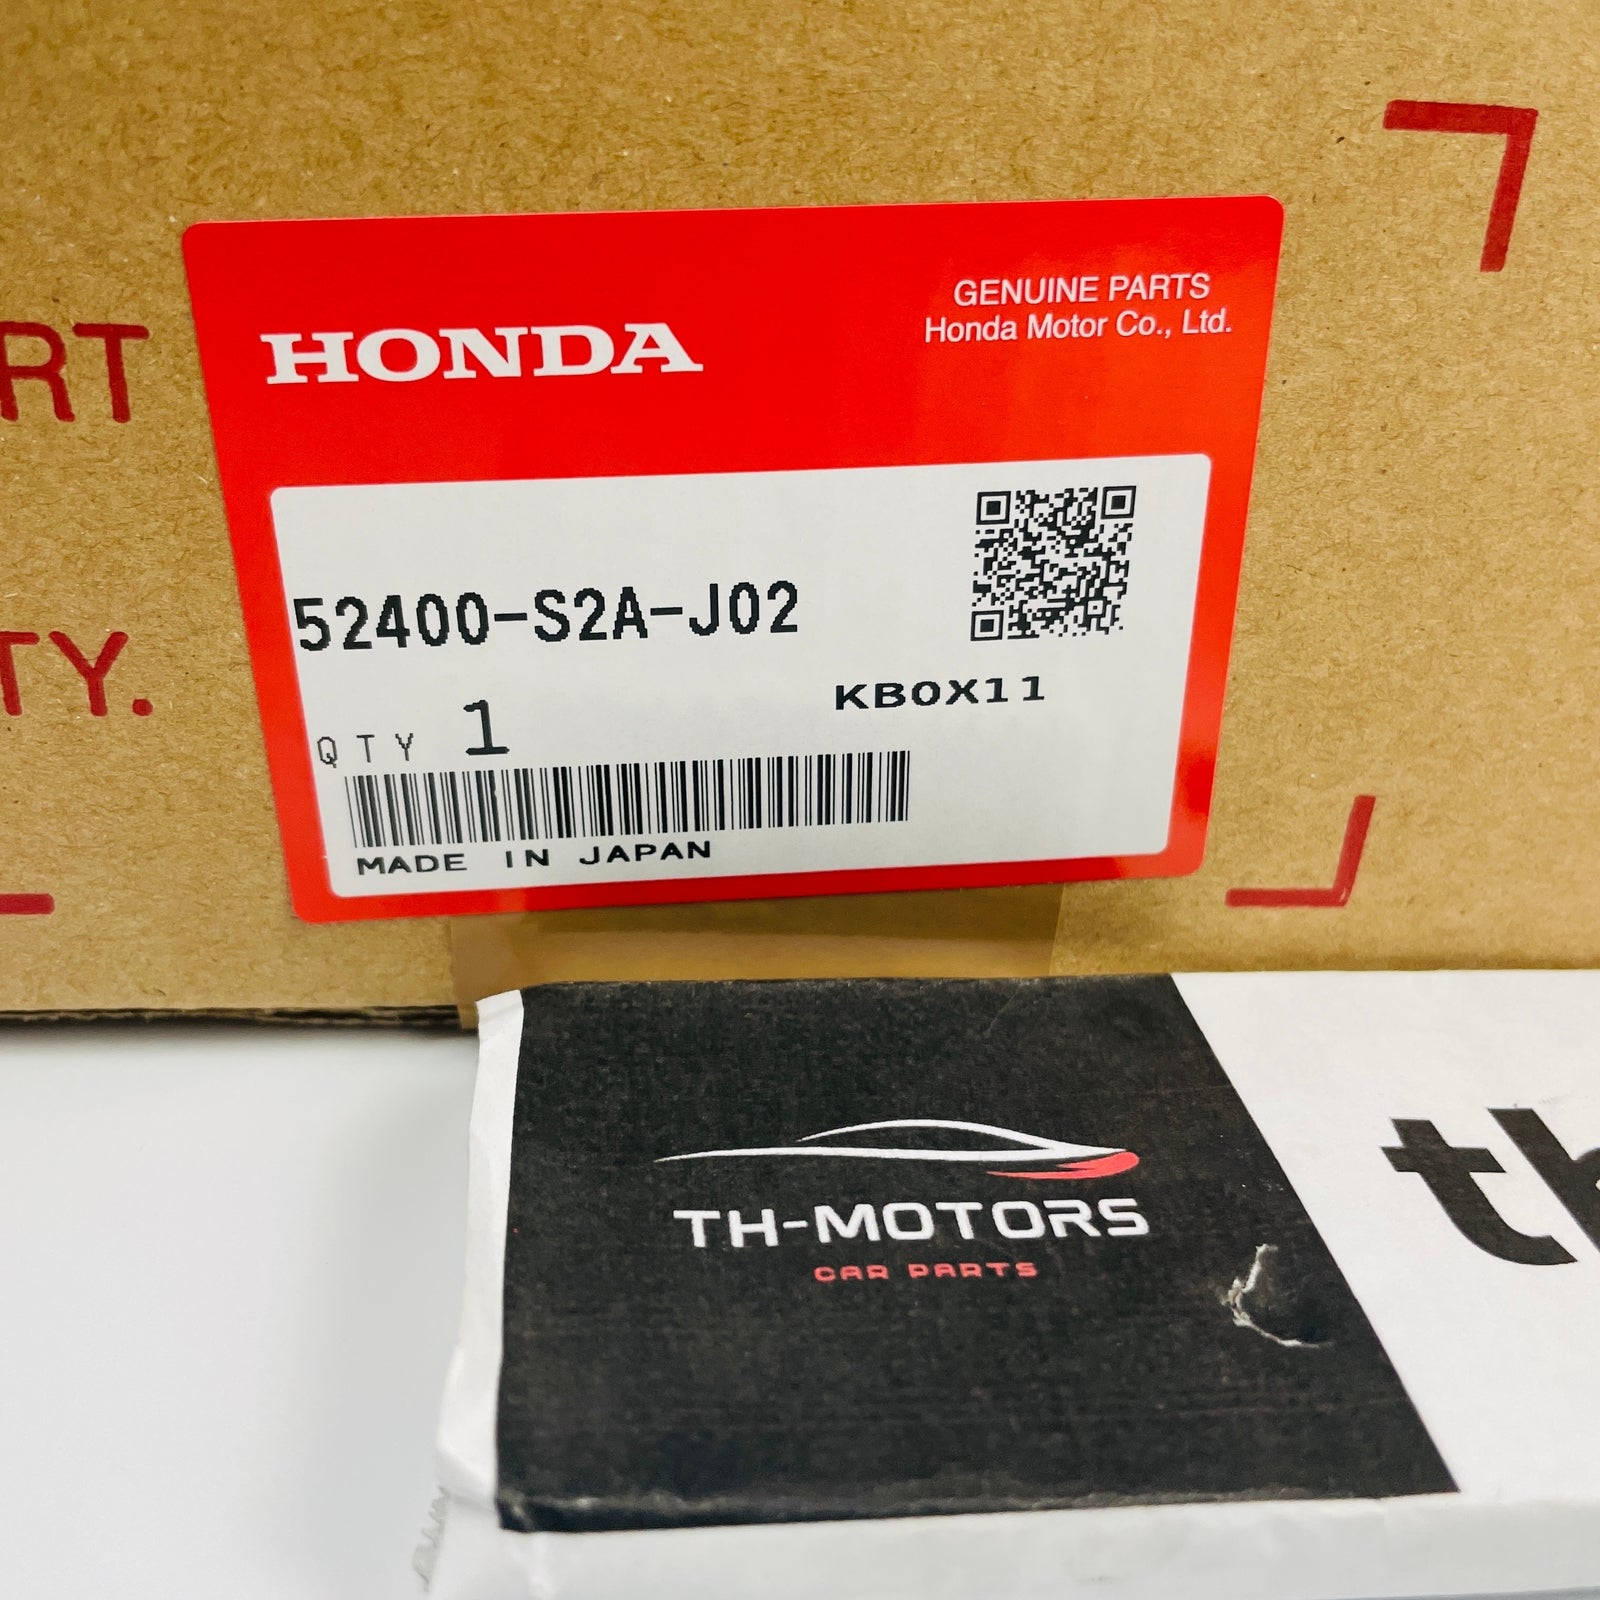 RT
TY.
HONDA
GENUINE PARTS
Honda Motor Co., Ltd.
52400-S2A-J02
KBOX11
QTY 1
MADE IN JAPAN
TH-MOTORS
CAR PARTS
th